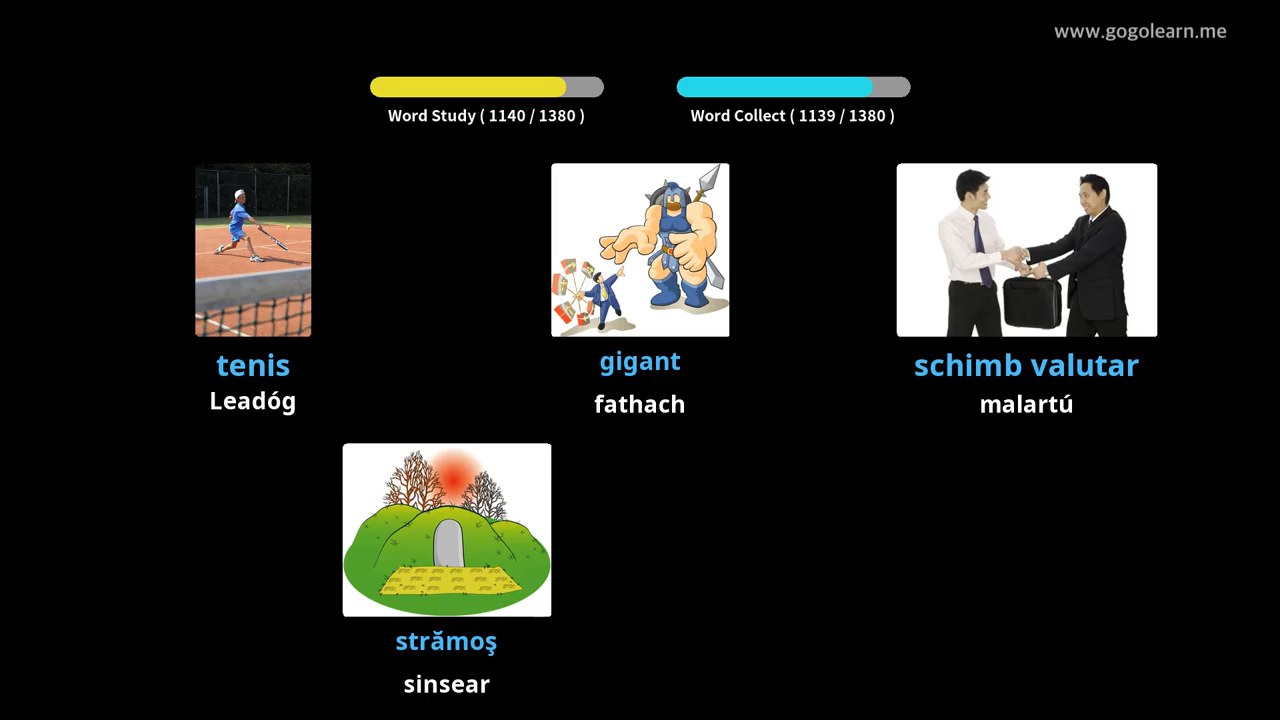 www.gogolearn.me
Word Study ( 1140 / 1380 )
Word Collect ( 1139 / 1380 )
tenis
Leadóg
gigant
fathach
schimb valutar
malartú
strămoş
sinsear